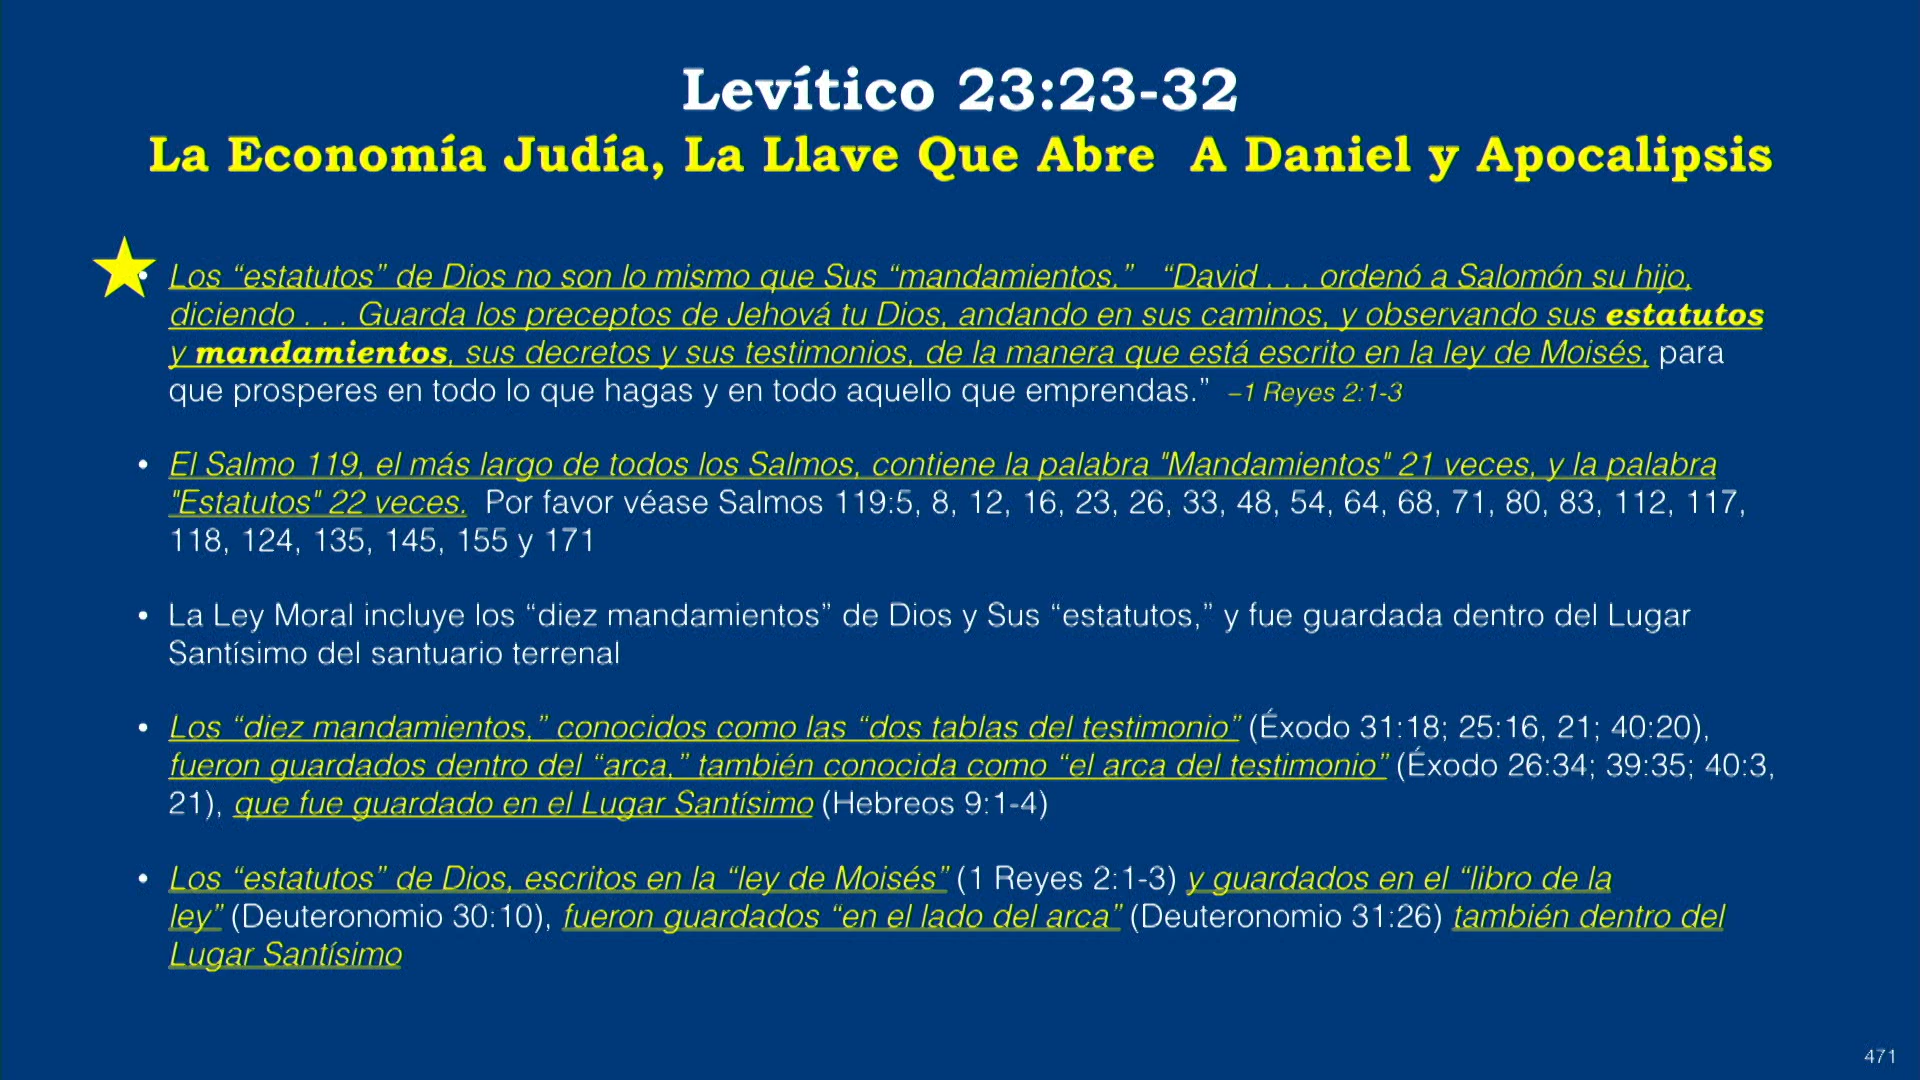 Levítico 23:23-32
La Economía Judía, La Llave Que Abre  A Daniel y Apocalipsis
• Los “estatutos” de Dios no son lo mismo que Sus “mandamientos.”   “David . . . ordenó a Salomón su hijo,
diciendo . . . Guarda los preceptos de Jehová tu Dios, andando en sus caminos, y observando sus estatutos
y mandamientos, sus decretos y sus testimonios, de la manera que está escrito en la ley de Moisés, para
que prosperes en todo lo que hagas y en todo aquello que emprendas.”  –1 Reyes 2:1-3
• El Salmo 119, el más largo de todos los Salmos, contiene la palabra "Mandamientos" 21 veces, y la palabra
"Estatutos" 22 veces.  Por favor véase Salmos 119:5, 8, 12, 16, 23, 26, 33, 48, 54, 64, 68, 71, 80, 83, 112, 117,
118, 124, 135, 145, 155 y 171
• La Ley Moral incluye los “diez mandamientos” de Dios y Sus “estatutos,” y fue guardada dentro del Lugar
Santísimo del santuario terrenal
• Los “diez mandamientos,” conocidos como las “dos tablas del testimonio” (Éxodo 31:18; 25:16, 21; 40:20),
fueron guardados dentro del “arca,” también conocida como “el arca del testimonio” (Éxodo 26:34; 39:35; 40:3,
21), que fue guardado en el Lugar Santísimo (Hebreos 9:1-4)
• Los “estatutos” de Dios, escritos en la “ley de Moisés” (1 Reyes 2:1-3) y guardados en el “libro de la
ley” (Deuteronomio 30:10), fueron guardados “en el lado del arca” (Deuteronomio 31:26) también dentro del
Lugar Santísimo
471